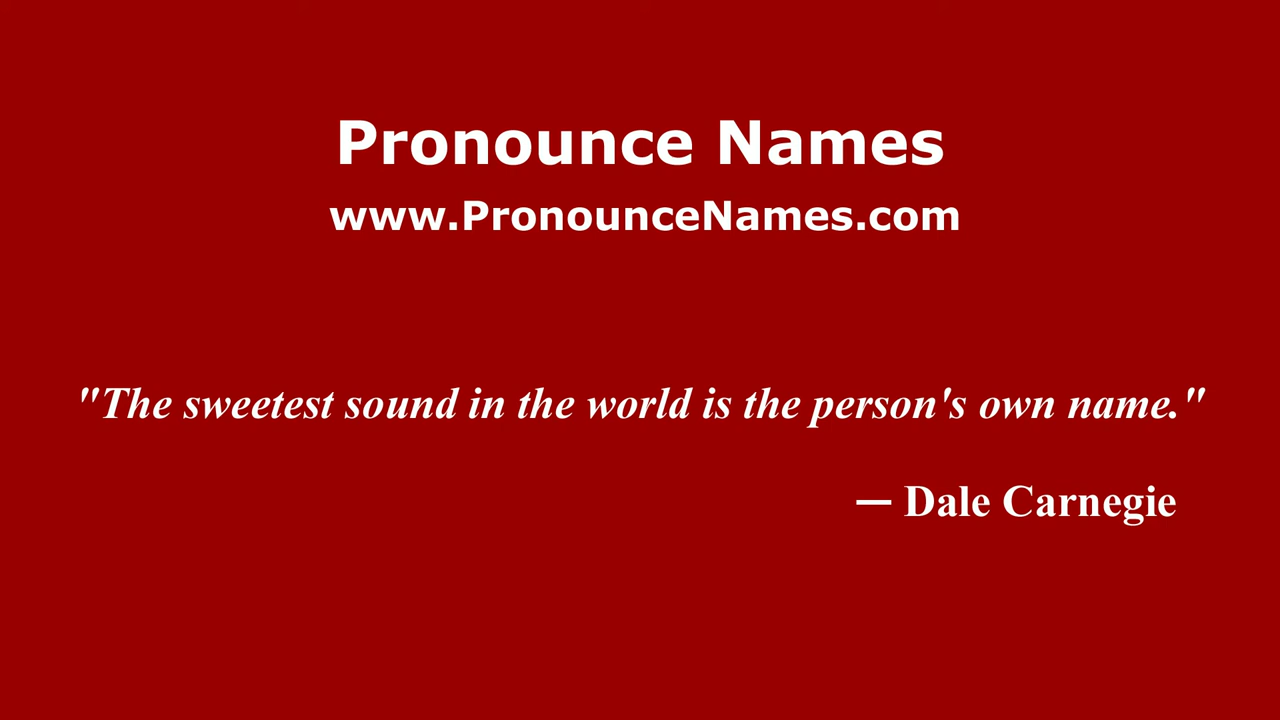 Pronounce Names
www.PronounceNames.com
"The sweetest sound in the world is the person's own name."
— Dale Carnegie